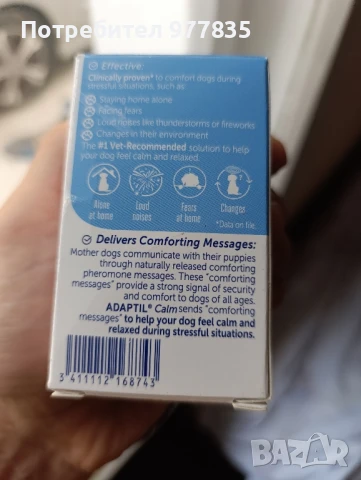 Потребител 977835
Effective:
Clinically proven* to comfort dogs during
stressful situations, such as:
Staying home alone
Facing fears
Loud noises like thunderstorms or fireworks
Changes in their environment
The #1 Vet-Recommended solution to help
your dog feel calm and relaxed.
Alone at home
Loud noises
Fears at home
Changes
*Data on file.
Delivers Comforting Messages:
Mother dogs communicate with their puppies
through naturally released comforting
pheromone messages. These "comforting
messages" provide a strong signal of security
and comfort to dogs of all ages.
ADAPTIL® Calm sends "comforting
messages" to help your dog feel calm and
relaxed during stressful situations.
3 411112 168743
BAZAR
bg